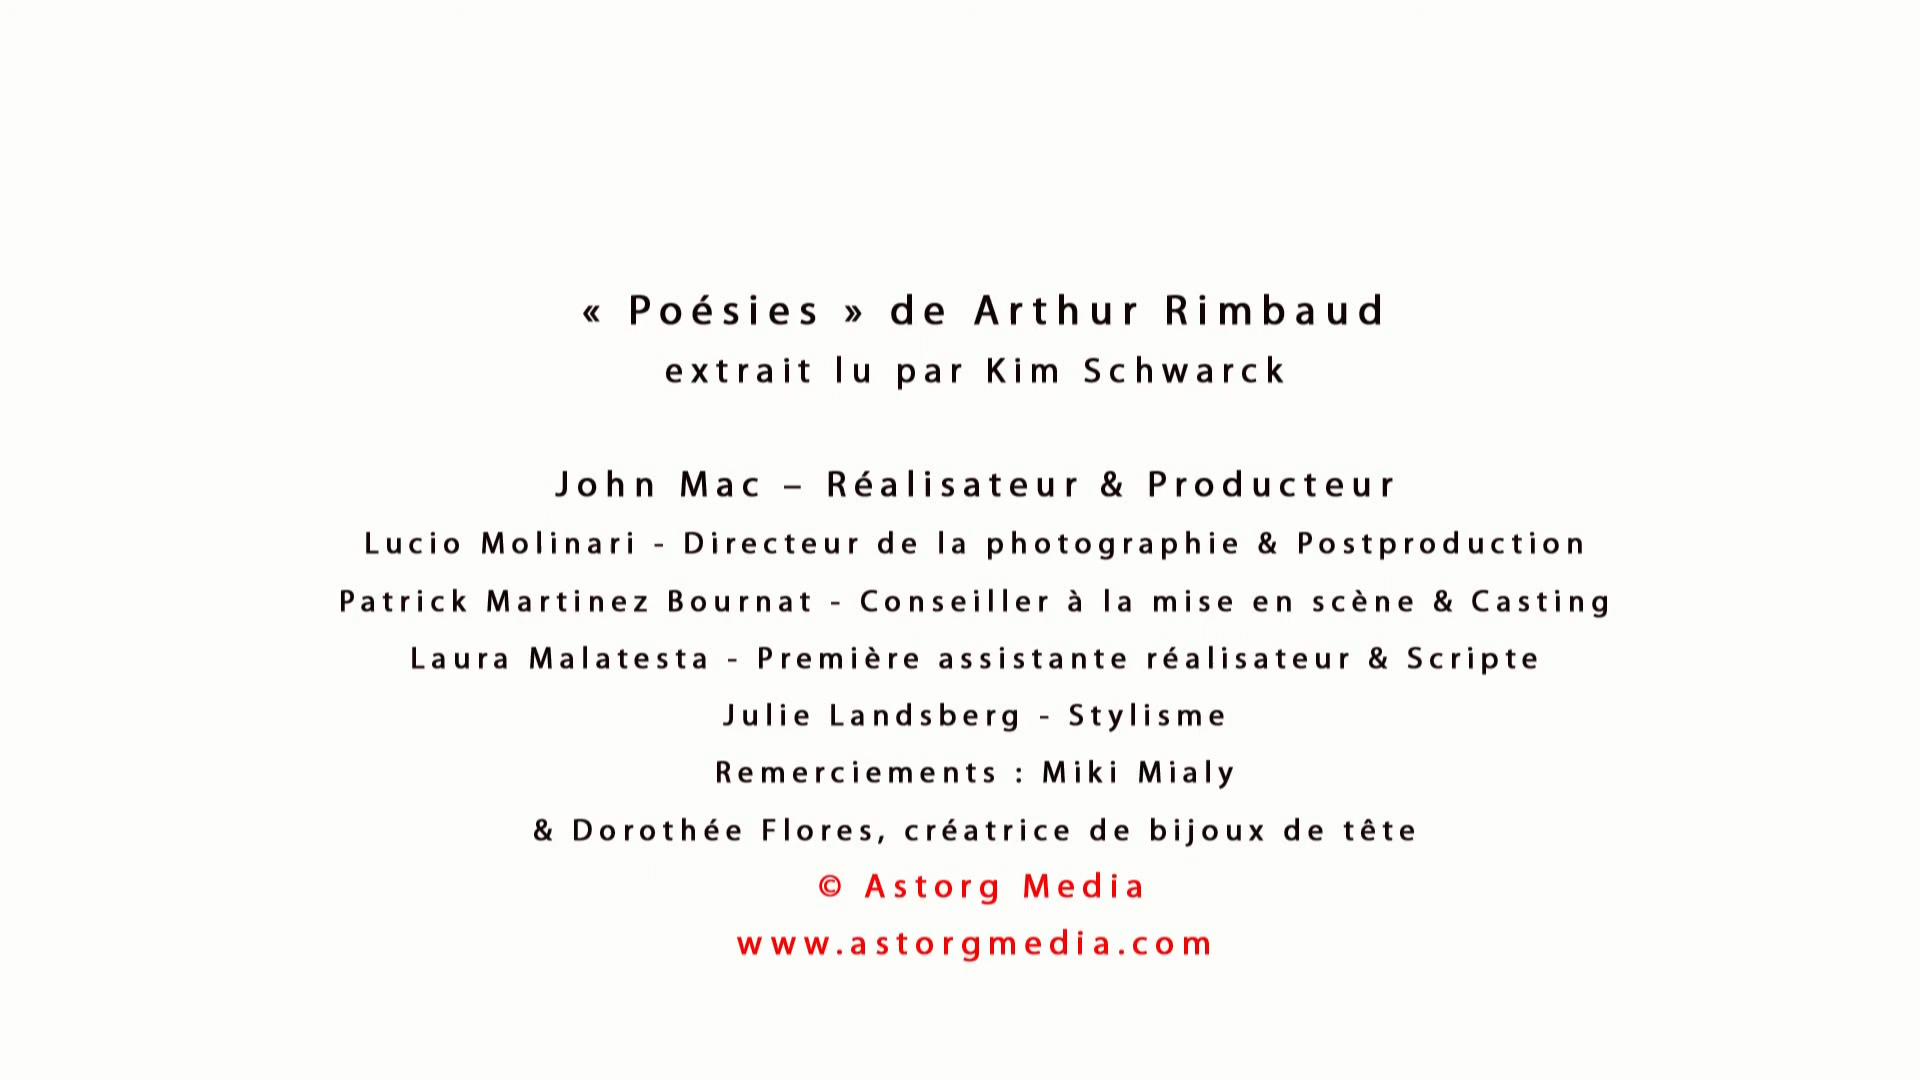 « Poésies » de Arthur Rimbaud
extrait lu par Kim Schwarck
John Mac – Réalisateur & Producteur
Lucio Molinari - Directeur de la photographie & Postproduction
Patrick Martinez Bournat - Conseiller à la mise en scène & Casting
Laura Malatesta - Première assistante réalisateur & Scripte
Julie Landsberg - Stylisme
Remerciements : Miki Mialy
& Dorothée Flores, créatrice de bijoux de tête
© Astorg Media
www.astorgmedia.com